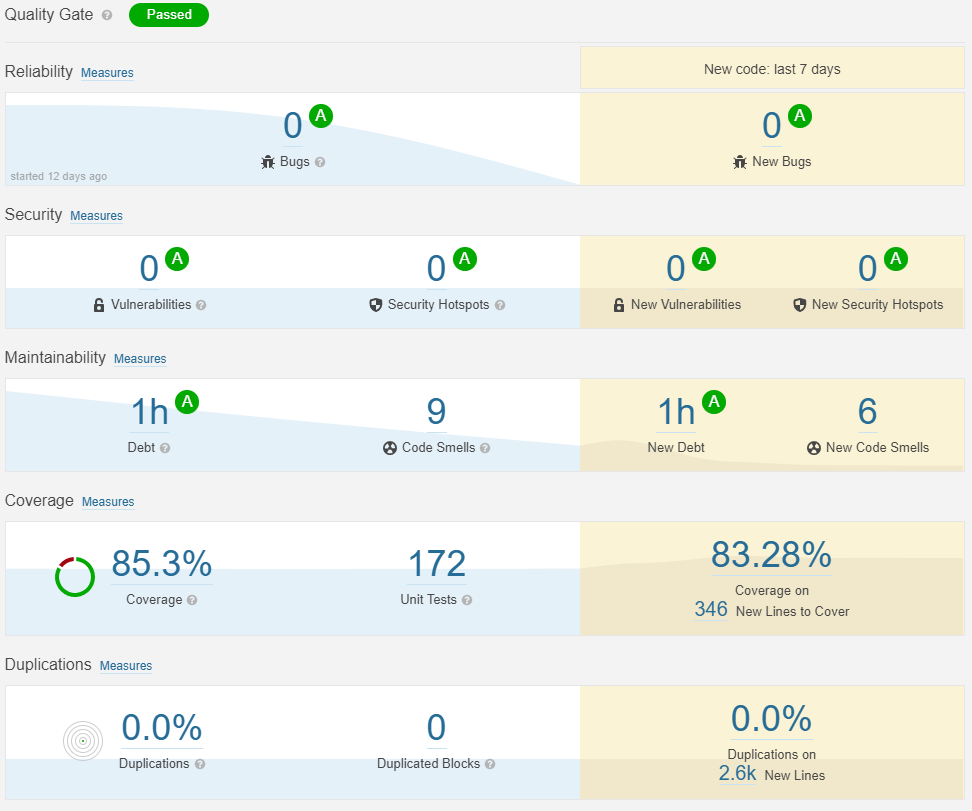 Quality Gate ? Passed
Reliability Measures
New code: last 7 days
0 A
Bugs ?
started 12 days ago
0 A
New Bugs
Security Measures
0 A
Vulnerabilities ?
0 A
Security Hotspots ?
0 A
New Vulnerabilities
0 A
New Security Hotspots
Maintainability Measures
1h A
Debt ?
9
Code Smells ?
1h A
New Debt
6
New Code Smells
Coverage Measures
85.3%
Coverage ?
172
Unit Tests ?
83.28%
Coverage on
346 New Lines to Cover
Duplications Measures
0.0%
Duplications ?
0
Duplicated Blocks ?
0.0%
Duplications on
2.6k New Lines